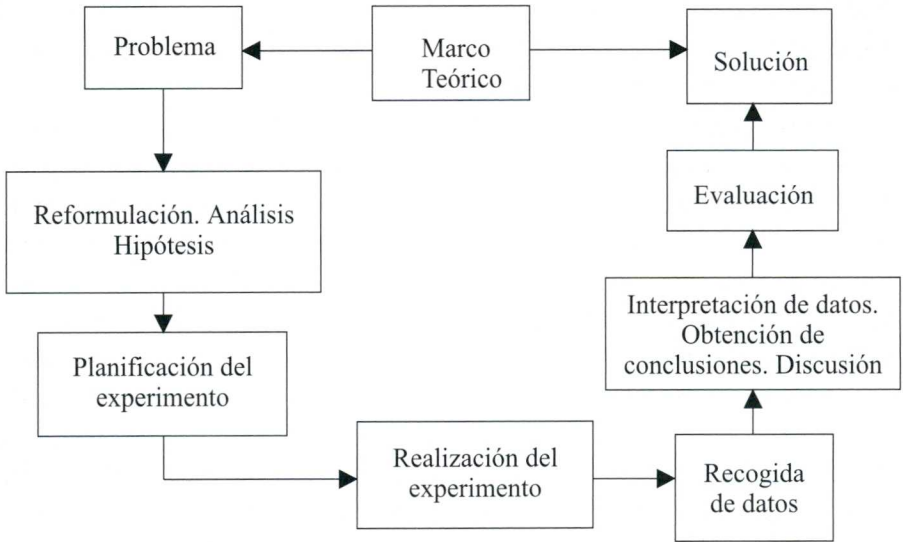 Problema
Marco
Teórico
Solución
Reformulación. Análisis
Hipótesis
Evaluación
Planificación del
experimento
Interpretación de datos.
Obtención de
conclusiones. Discusión
Realización del
experimento
Recogida
de datos